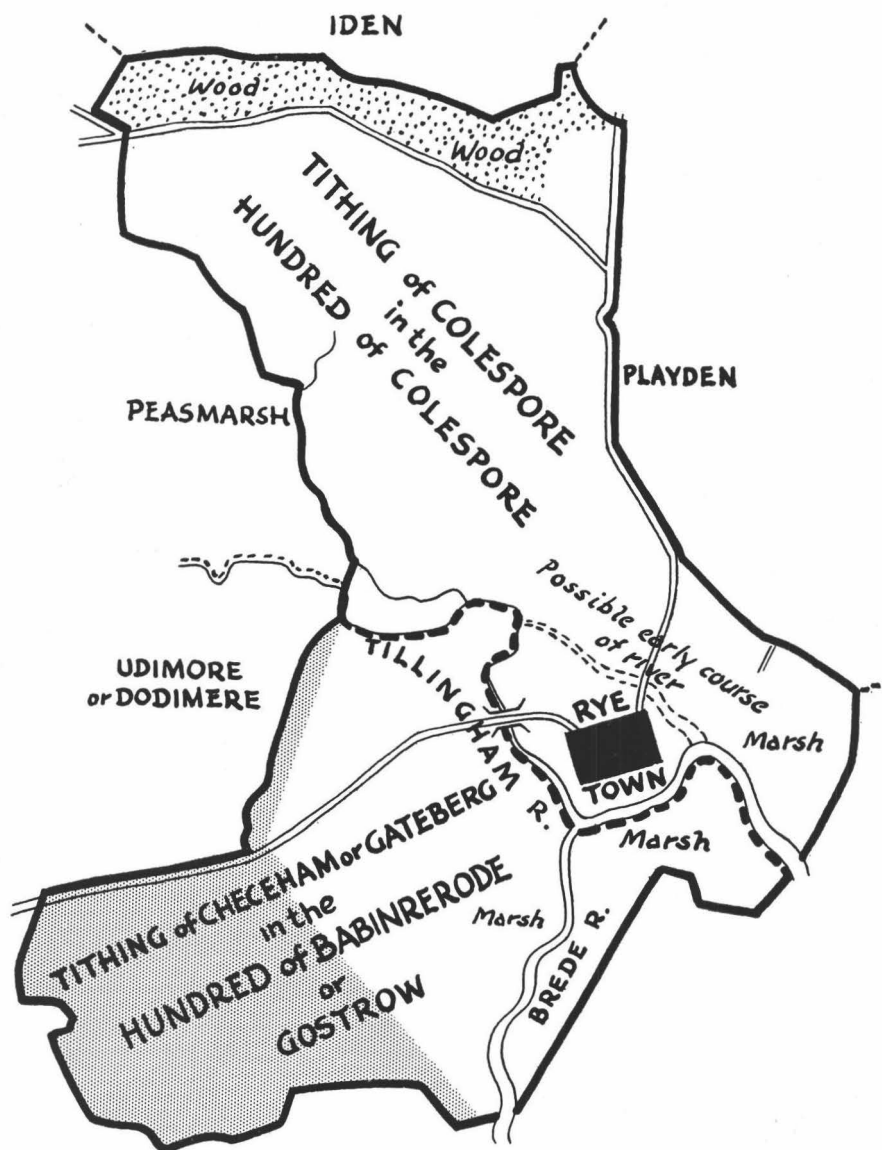 IDEN
Wood
Wood
TITHING of COLESPORE
in the
HUNDRED of COLESPORE
PLAYDEN
PEASMARSH
Possible early course
of river
UDIMORE
or DODIMERE
TILLINGHAM R.
RYE
TOWN
Marsh
Marsh
TITHING of CHECEHAM or GATEBERG
in the
HUNDRED of BABINRERODE
or
GOSTROW
Marsh
BREDE R.